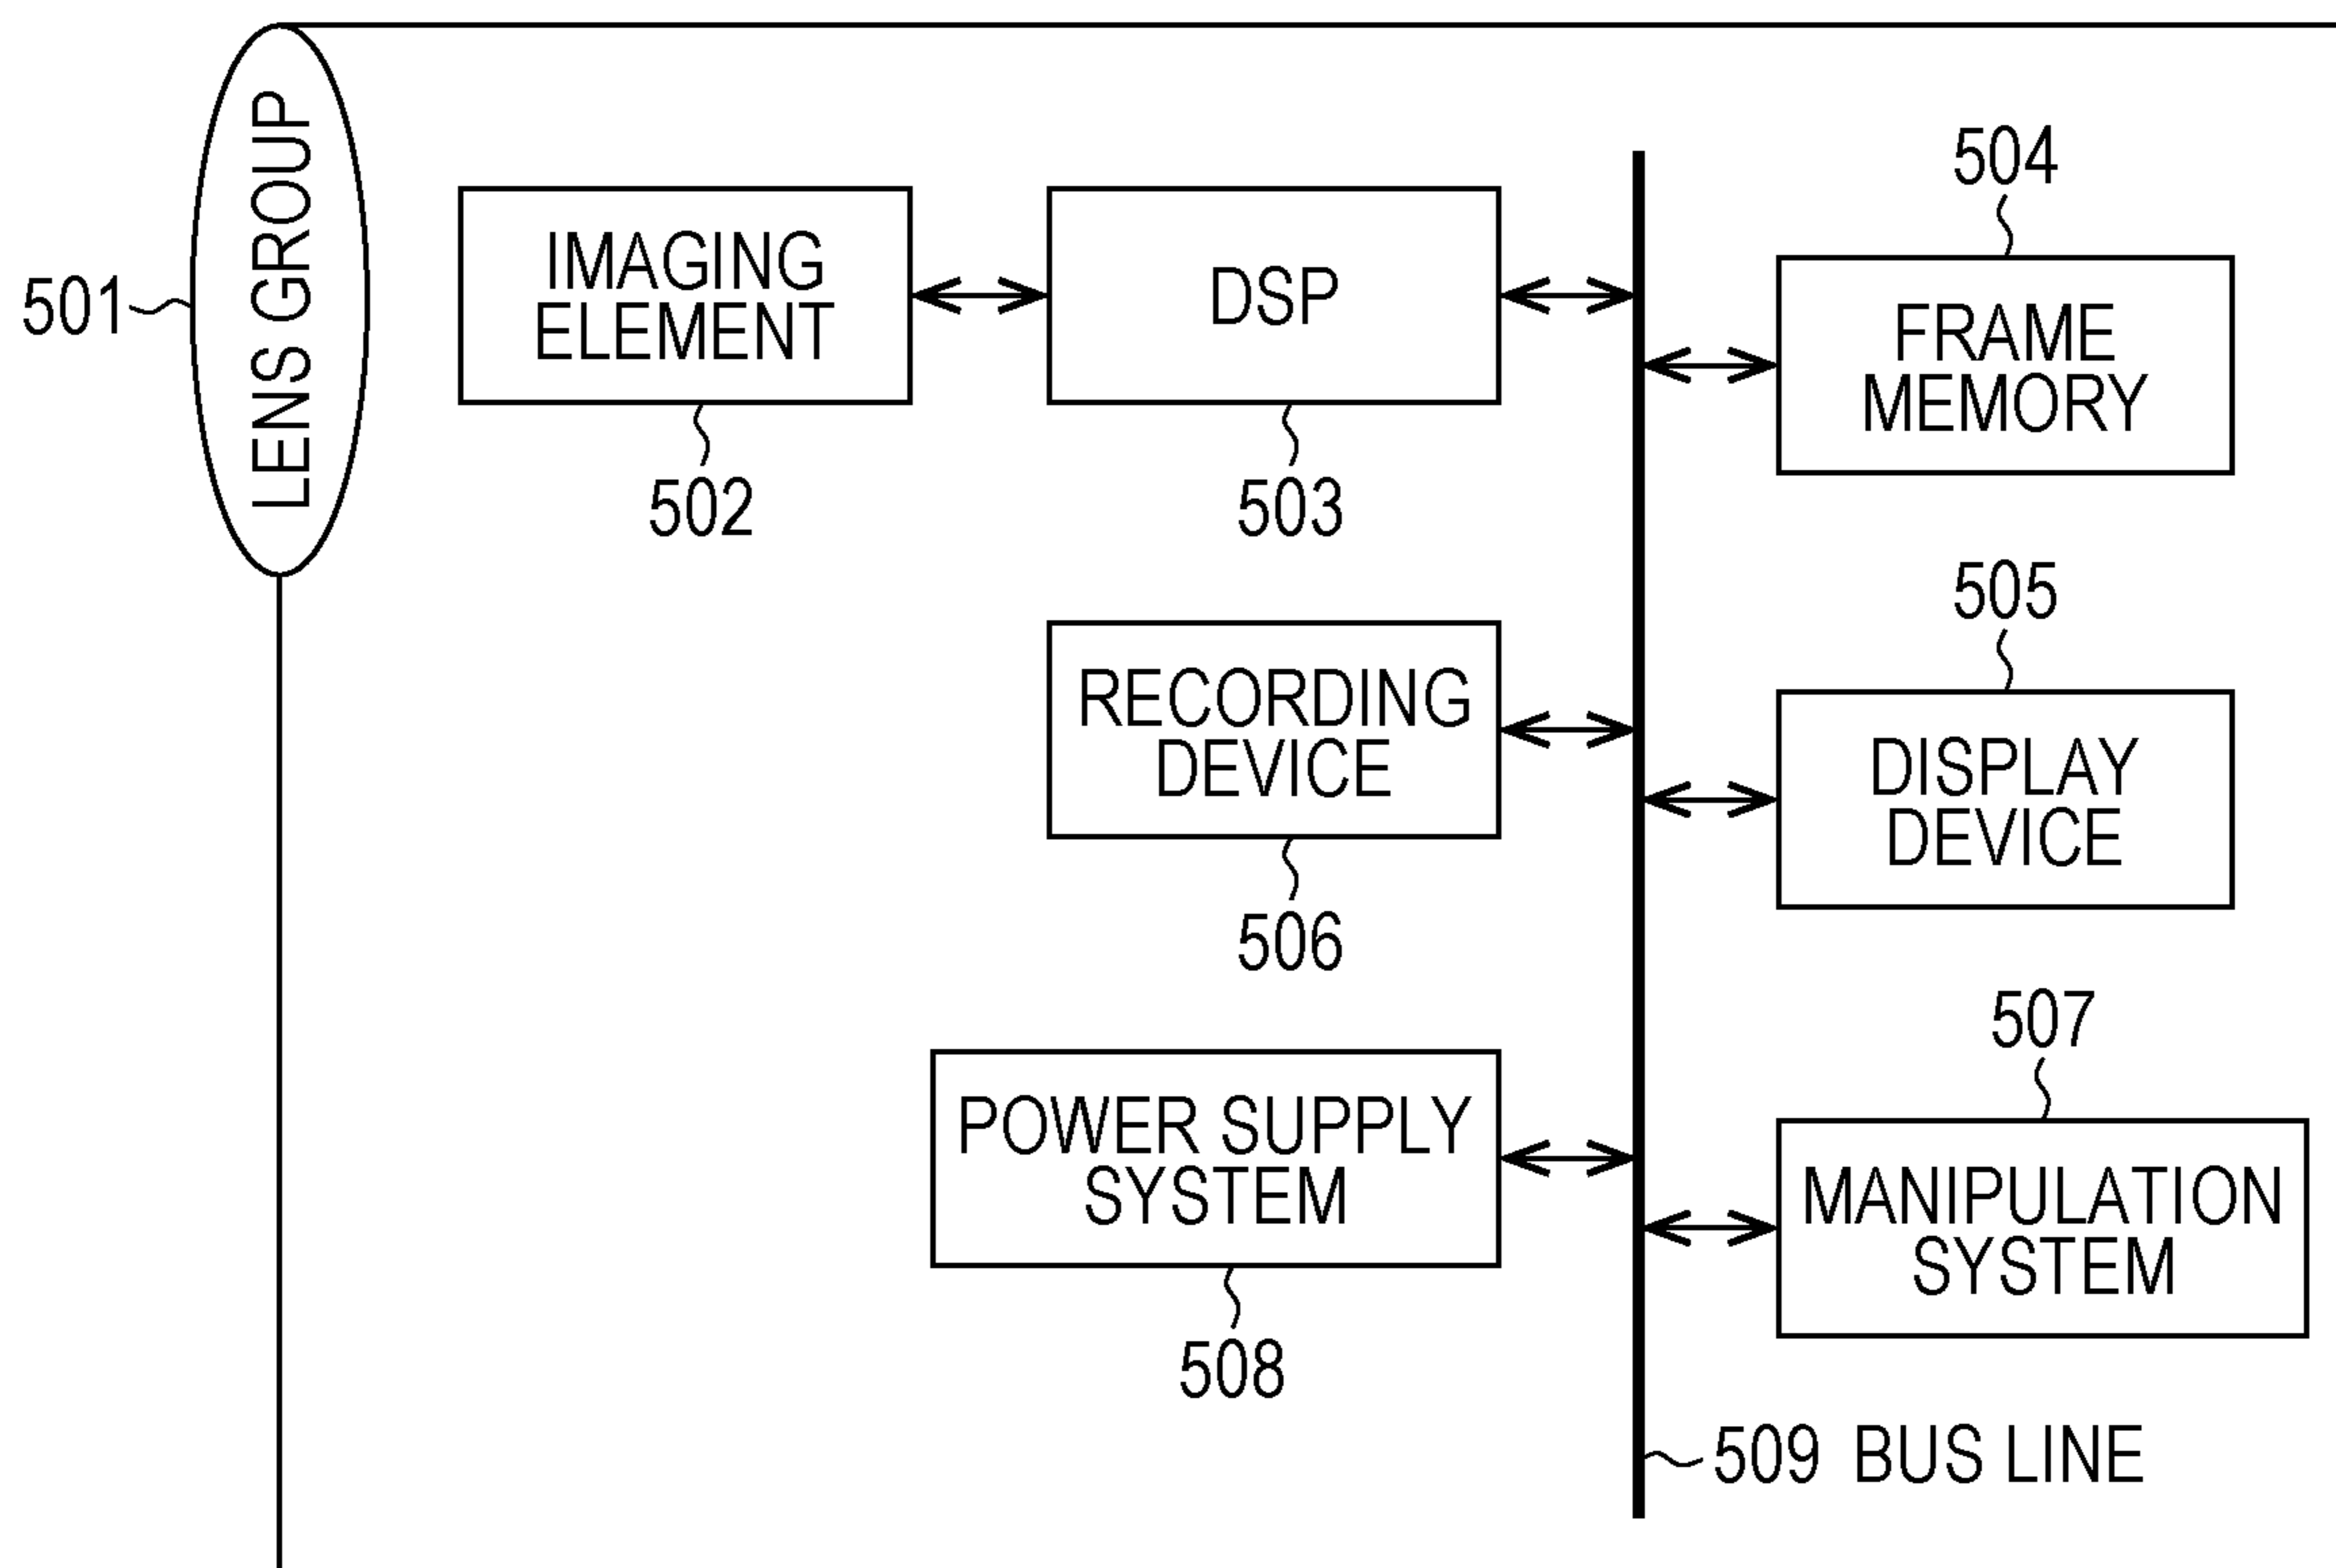 501
LENS GROUP
IMAGING
ELEMENT
502
DSP
503
504
FRAME
MEMORY
505
DISPLAY
DEVICE
RECORDING
DEVICE
506
507
MANIPULATION
SYSTEM
POWER SUPPLY
SYSTEM
508
509 BUS LINE